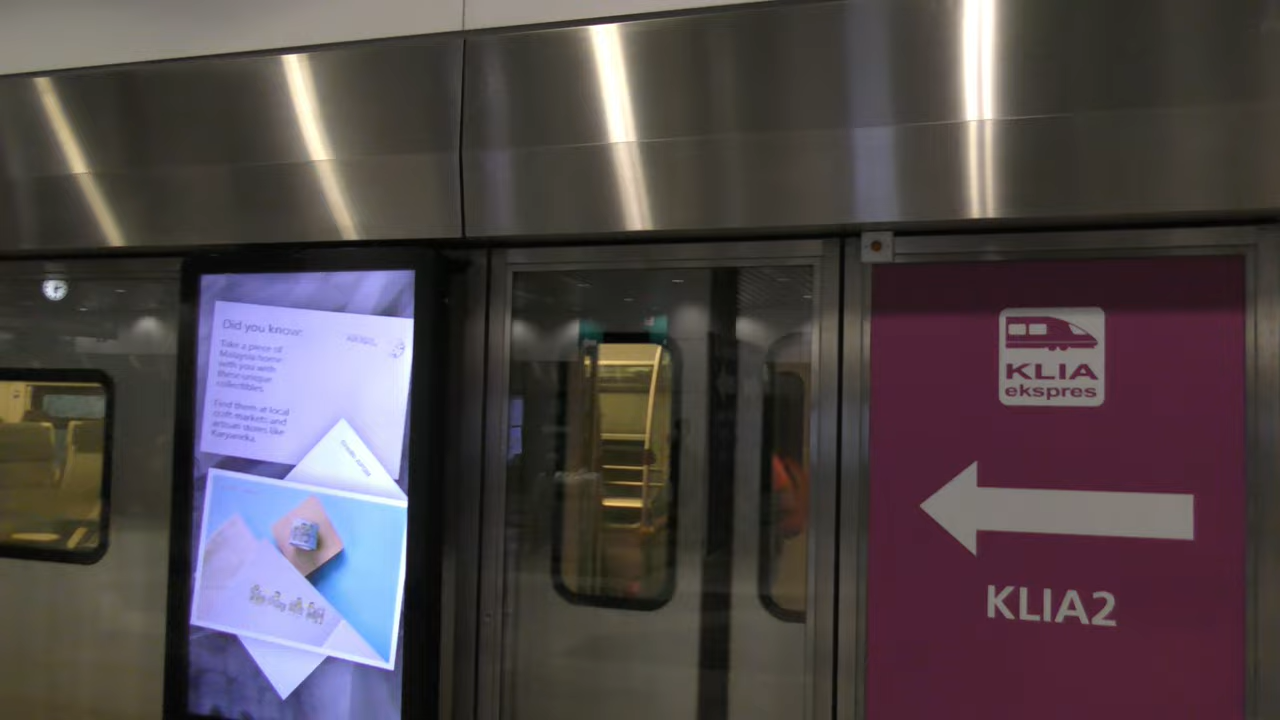 Did you know:
Take a piece of
Malaysia home
with you with
these unique
collectibles.
Find them at local
craft markets and
artisan stores like
Karyaneka.
KLIA
ekspres
KLIA2